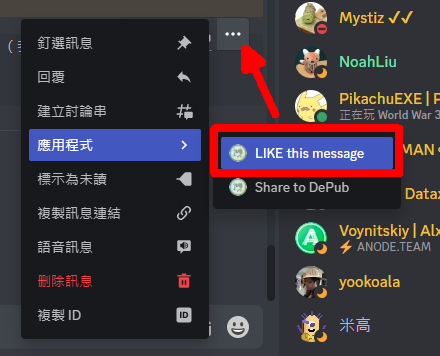 釘選訊息
回覆
建立討論串
應用程式
標示為未讀
複製訊息連結
語音訊息
刪除訊息
複製 ID
ID
LIKE this message
Share to DePub
Mystiz ✓✓
NoahLiu
PikachuEXE | P
正在玩 World War 3
MAN
Datax
Voynitskiy | Alx
ANODE.TEAM
yookoala
米高